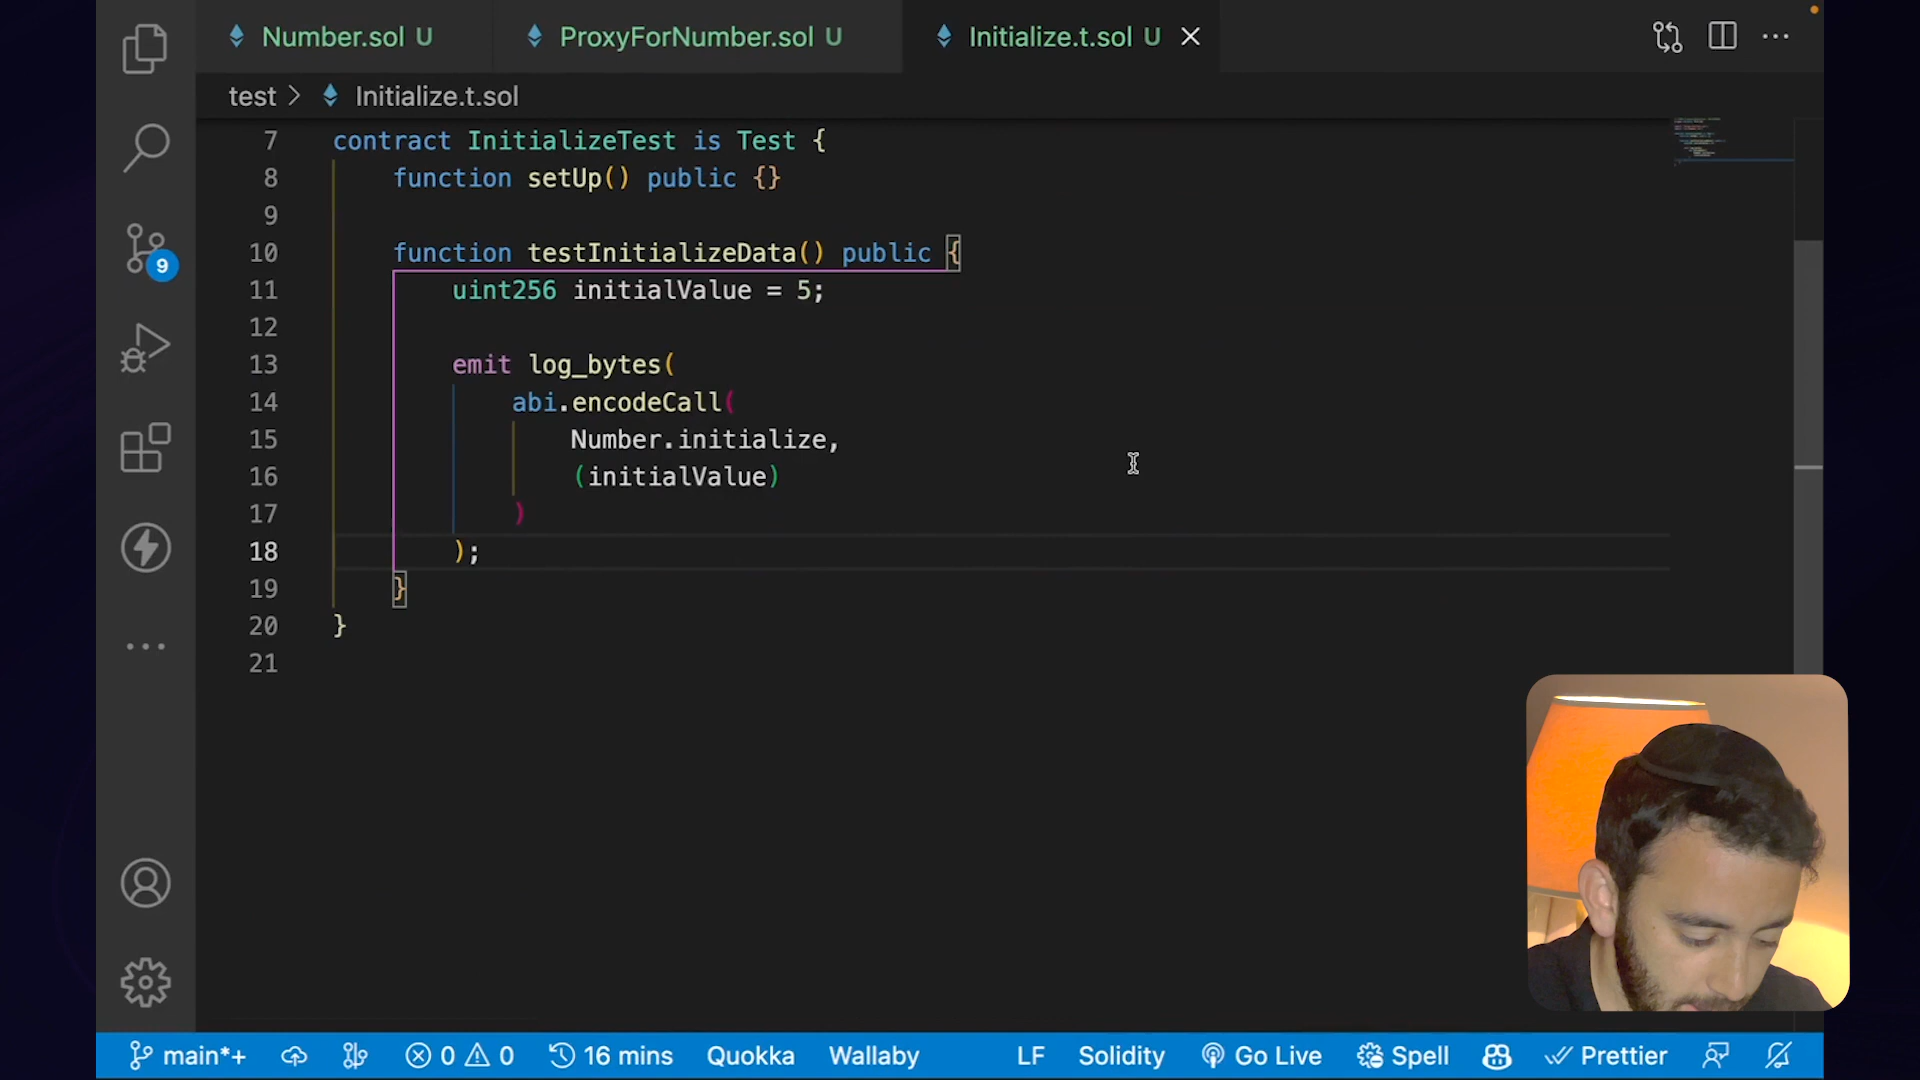 Number.sol U ProxyForNumber.sol U Initialize.t.sol U
test > Initialize.t.sol
7 contract InitializeTest is Test {
8 function setUp() public {}
9
10 function testInitializeData() public {
11 uint256 initialValue = 5;
12
13 emit log_bytes(
14 abi.encodeCall(
15 Number.initialize,
16 (initialValue)
17 )
18 );
19 }
20 }
21
9
main*+ 0 0 16 mins Quokka Wallaby LF Solidity Go Live Spell Prettier